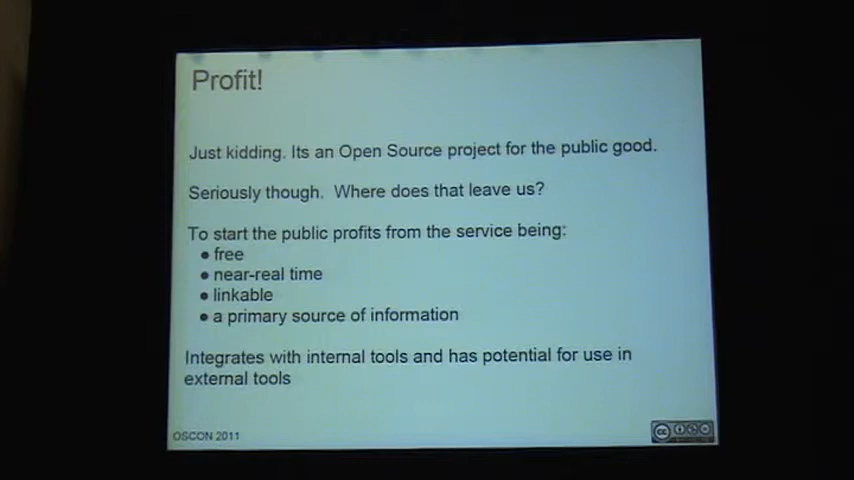 Profit!
Just kidding. Its an Open Source project for the public good.
Seriously though. Where does that leave us?
To start the public profits from the service being:
• free
• near-real time
• linkable
• a primary source of information
Integrates with internal tools and has potential for use in
external tools
OSCON 2011
cc